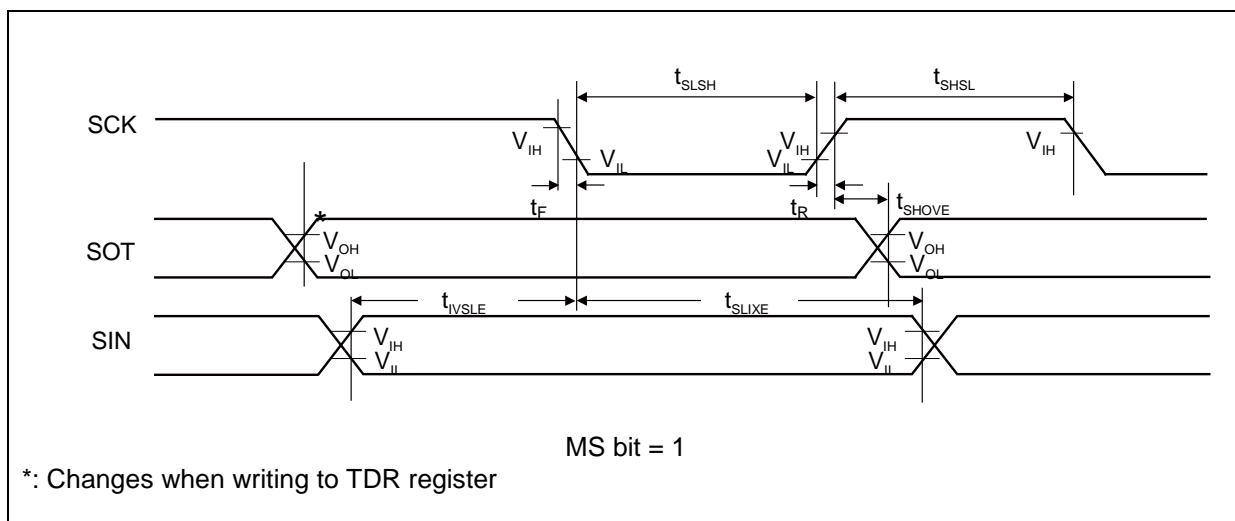 tSLSH tSHSL
SCK
VIH VIL VIH VIL VIH
tF tR tSHOVE
*
SOT VOH VOL VOH VOL
tIVSLE tSLIXE
SIN VIH VIL VIH VIL
MS bit = 1
*: Changes when writing to TDR register